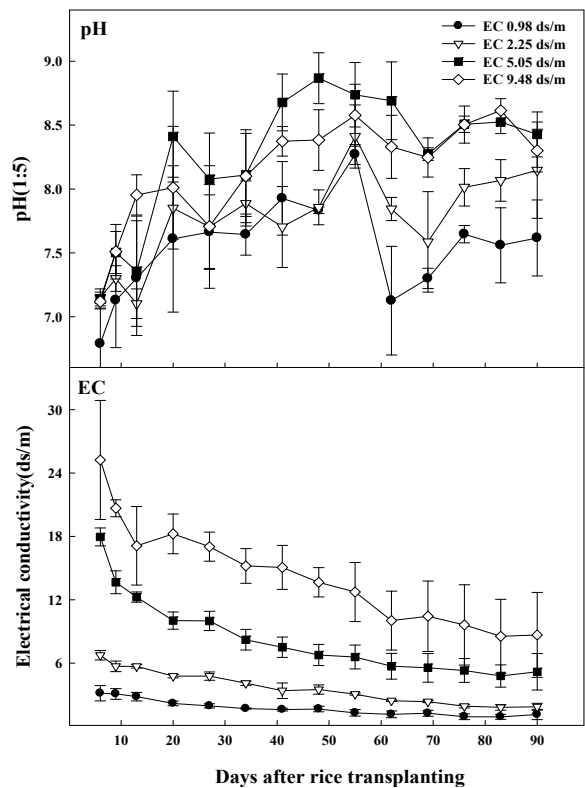 pH
EC 0.98 ds/m
EC 2.25 ds/m
EC 5.05 ds/m
EC 9.48 ds/m
9.0
8.5
8.0
7.5
7.0
pH(1:5)
EC
30
24
18
12
6
Electrical conductivity(ds/m)
10 20 30 40 50 60 70 80 90
Days after rice transplanting